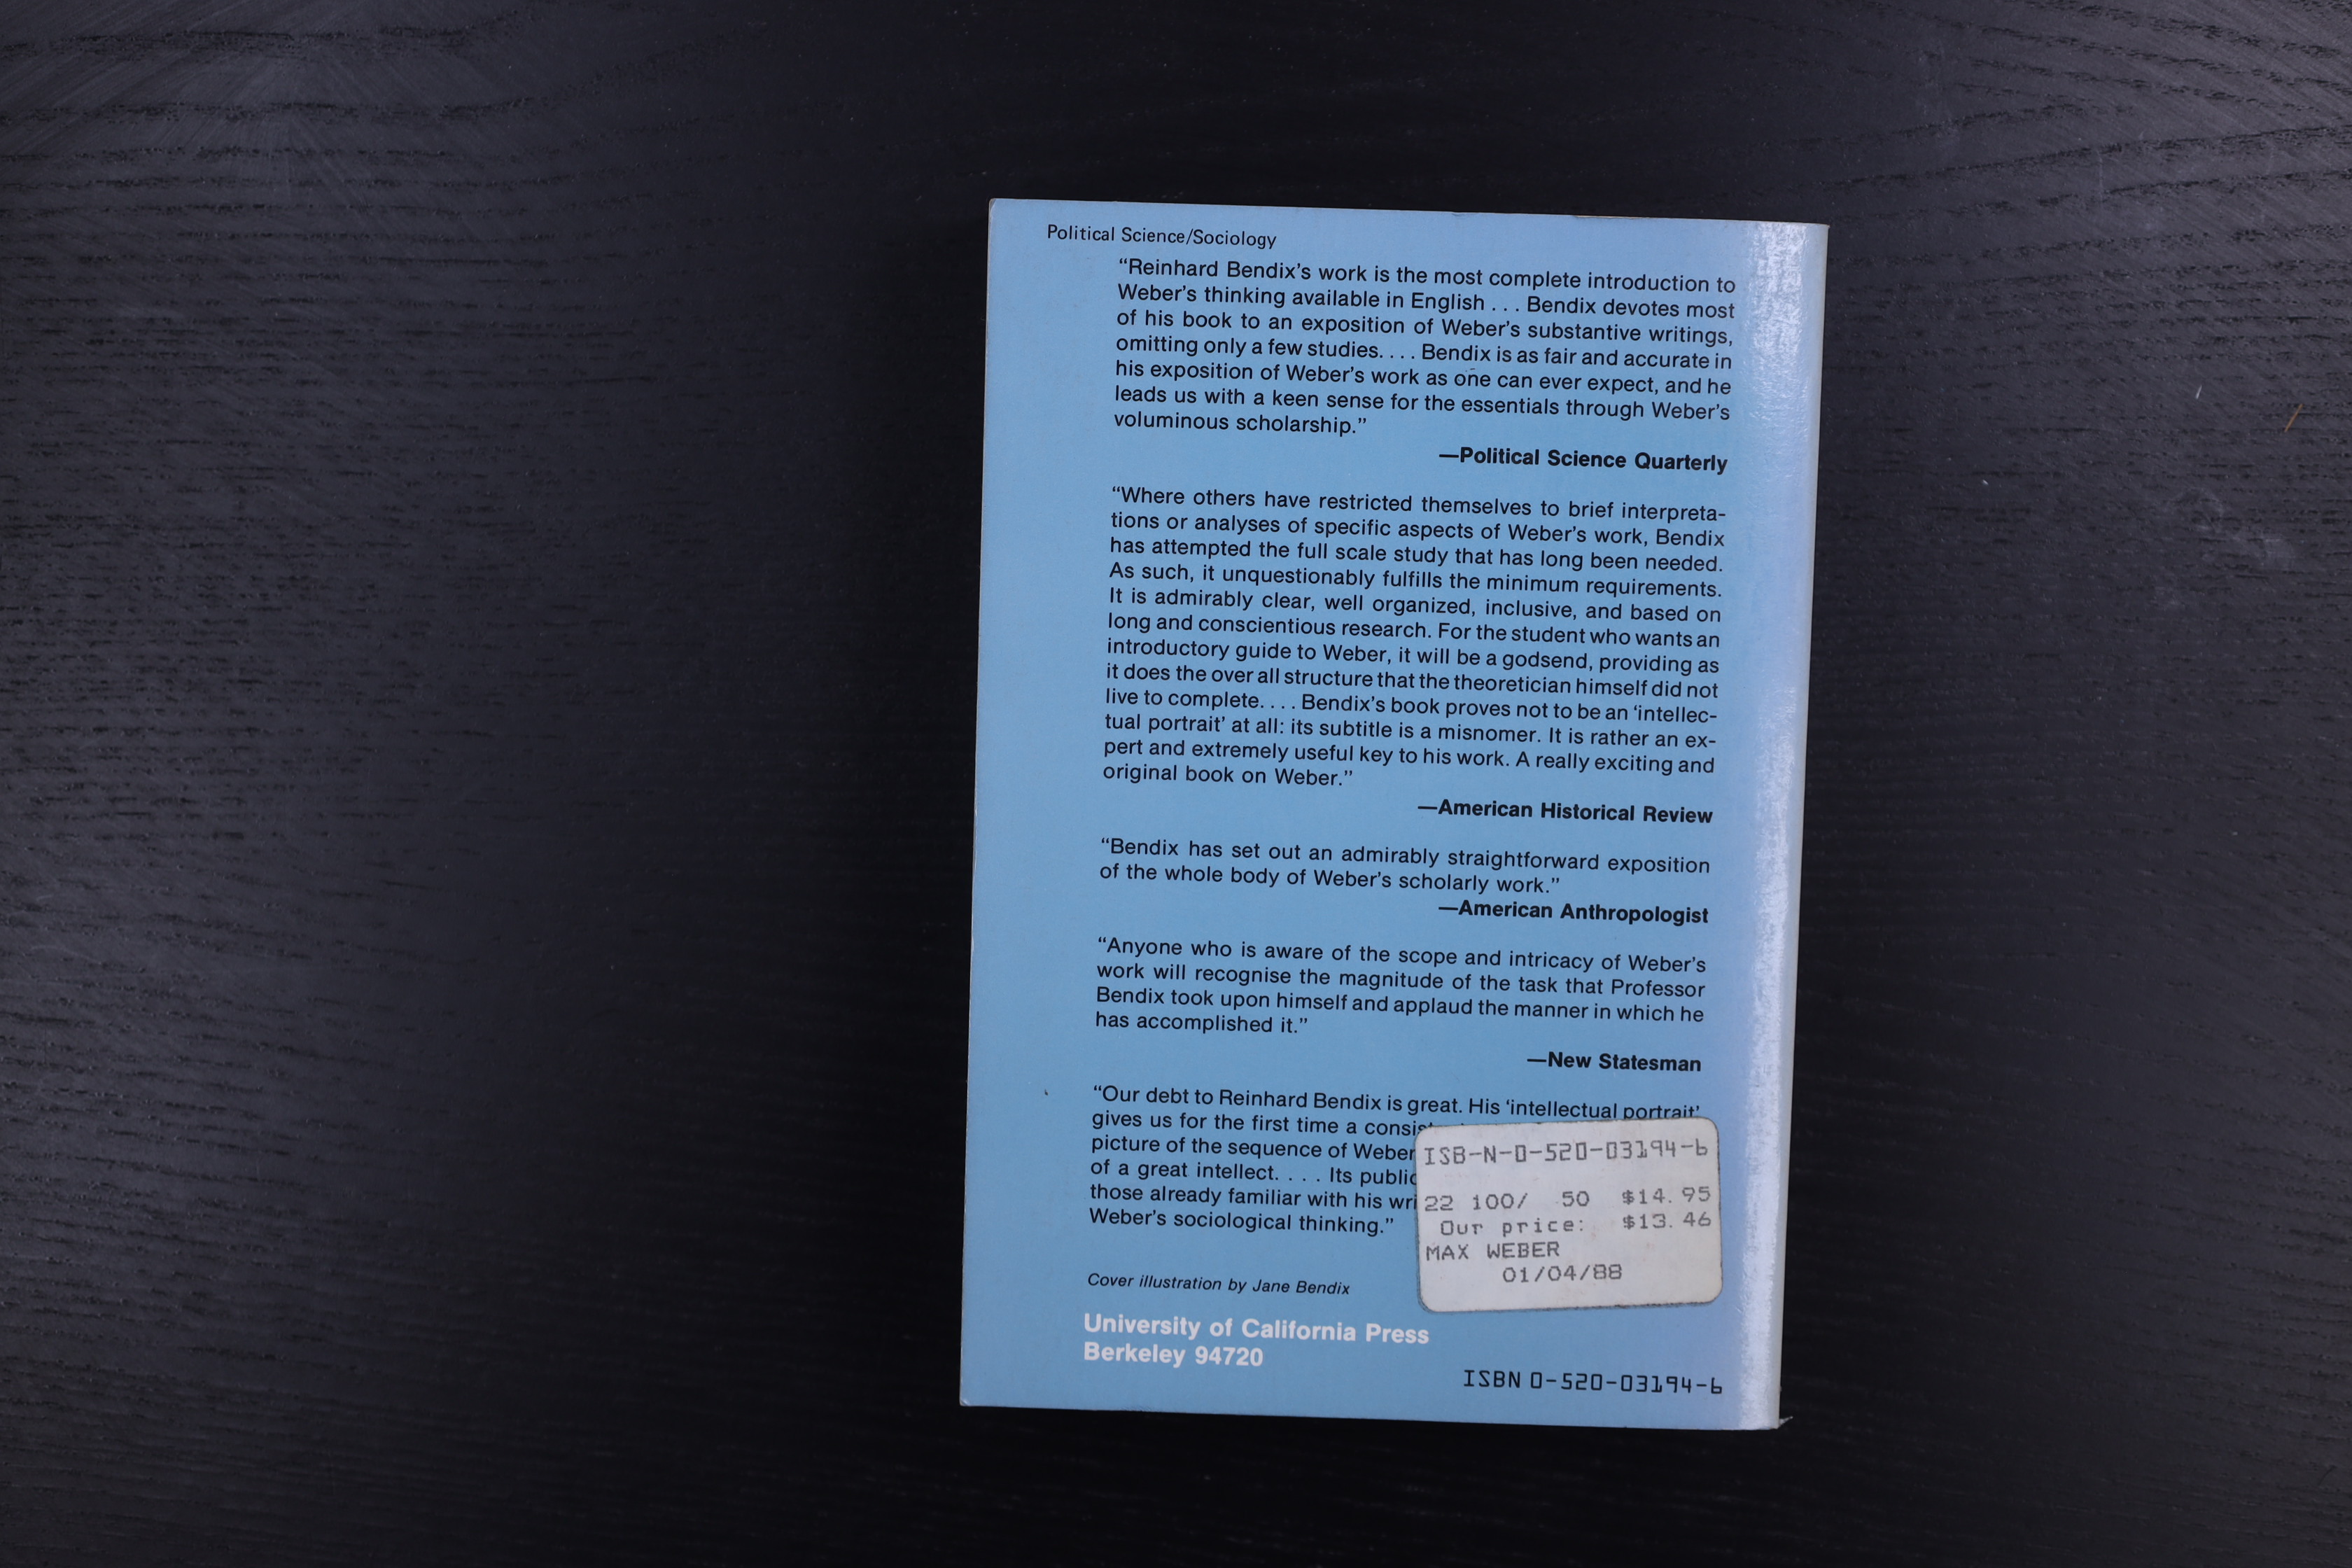 Political Science/Sociology
“Reinhard Bendix’s work is the most complete introduction to
Weber’s thinking available in English . . . Bendix devotes most
of his book to an exposition of Weber’s substantive writings,
omitting only a few studies. . . . Bendix is as fair and accurate in
his exposition of Weber’s work as one can ever expect, and he
leads us with a keen sense for the essentials through Weber’s
voluminous scholarship.”
—Political Science Quarterly
“Where others have restricted themselves to brief interpreta-
tions or analyses of specific aspects of Weber’s work, Bendix
has attempted the full scale study that has long been needed.
As such, it unquestionably fulfills the minimum requirements.
It is admirably clear, well organized, inclusive, and based on
long and conscientious research. For the student who wants an
introductory guide to Weber, it will be a godsend, providing as
it does the over all structure that the theoretician himself did not
live to complete. . . . Bendix’s book proves not to be an ‘intellec-
tual portrait’ at all: its subtitle is a misnomer. It is rather an ex-
pert and extremely useful key to his work. A really exciting and
original book on Weber.”
—American Historical Review
“Bendix has set out an admirably straightforward exposition
of the whole body of Weber’s scholarly work.”
—American Anthropologist
“Anyone who is aware of the scope and intricacy of Weber’s
work will recognise the magnitude of the task that Professor
Bendix took upon himself and applaud the manner in which he
has accomplished it.”
—New Statesman
“Our debt to Reinhard Bendix is great. His ‘intellectual portrait’
gives us for the first time a
picture of the sequence of Weber
of a great intellect. . . . Its
those already familiar with his
Weber’s sociological thinking.”
ISB-N-0-520-03194-6
22 100/ 50 $14.95
Our price: $13.46
MAX WEBER
01/04/88
Cover illustration by Jane Bendix
University of California Press
Berkeley 94720
ISBN 0-520-03194-6